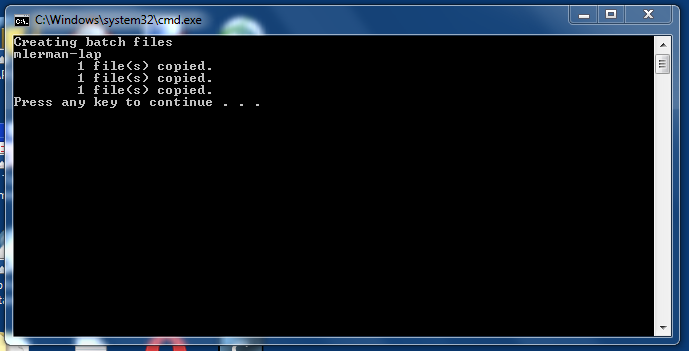 C:\Windows\system32\cmd.exe
Creating batch files
mlerman-lap
        1 file(s) copied.
        1 file(s) copied.
        1 file(s) copied.
Press any key to continue . . .